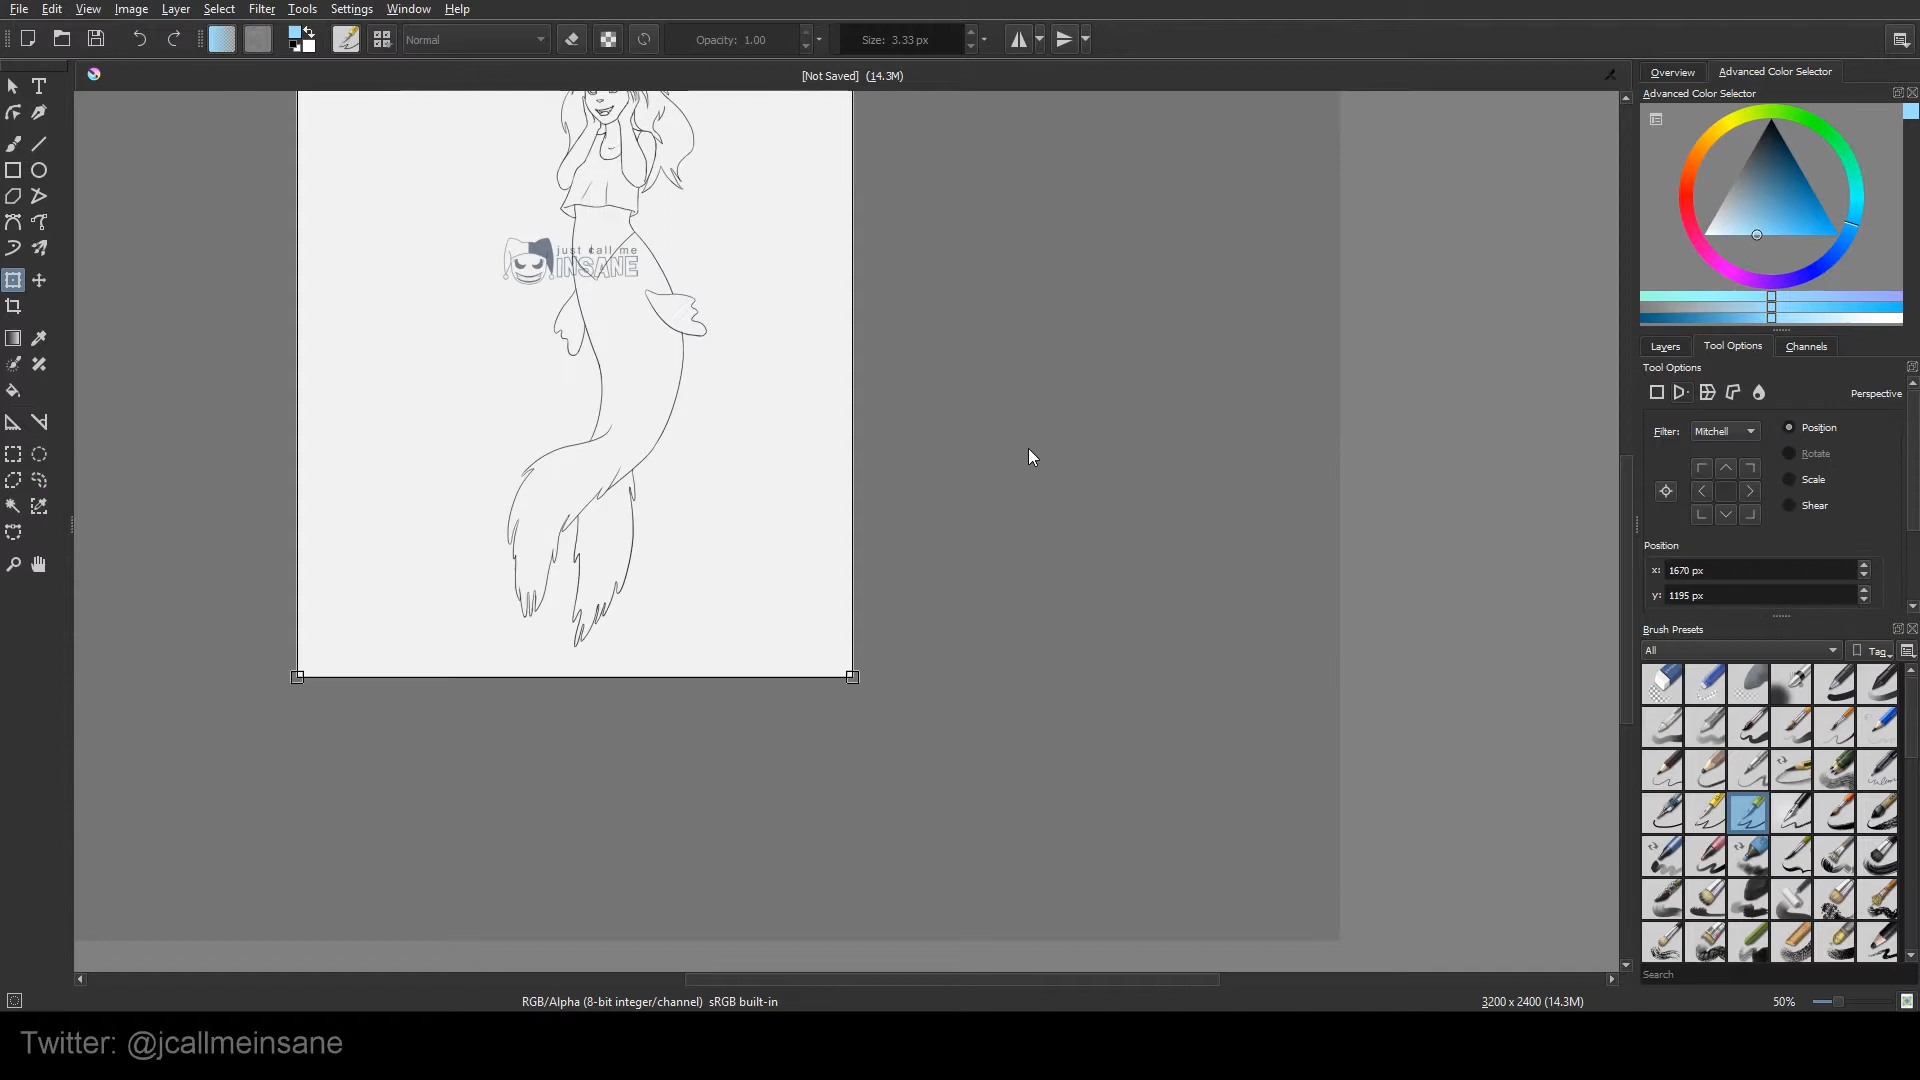 File Edit View Image Layer Select Filter Tools Settings Window Help
Normal
Opacity: 1.00
Size: 3.33 px
[Not Saved] (14.3M)
Overview
Advanced Color Selector
Advanced Color Selector
just call me
INSANE
Layers
Tool Options
Channels
Tool Options
Perspective
Filter:
Mitchell
Position
Rotate
Scale
Shear
Position
x: 1670 px
y: 1195 px
Brush Presets
All
Tag
Search
RGB/Alpha (8-bit integer/channel) sRGB built-in
3200 x 2400 (14.3M)
50%
Twitter: @jcallmeinsane